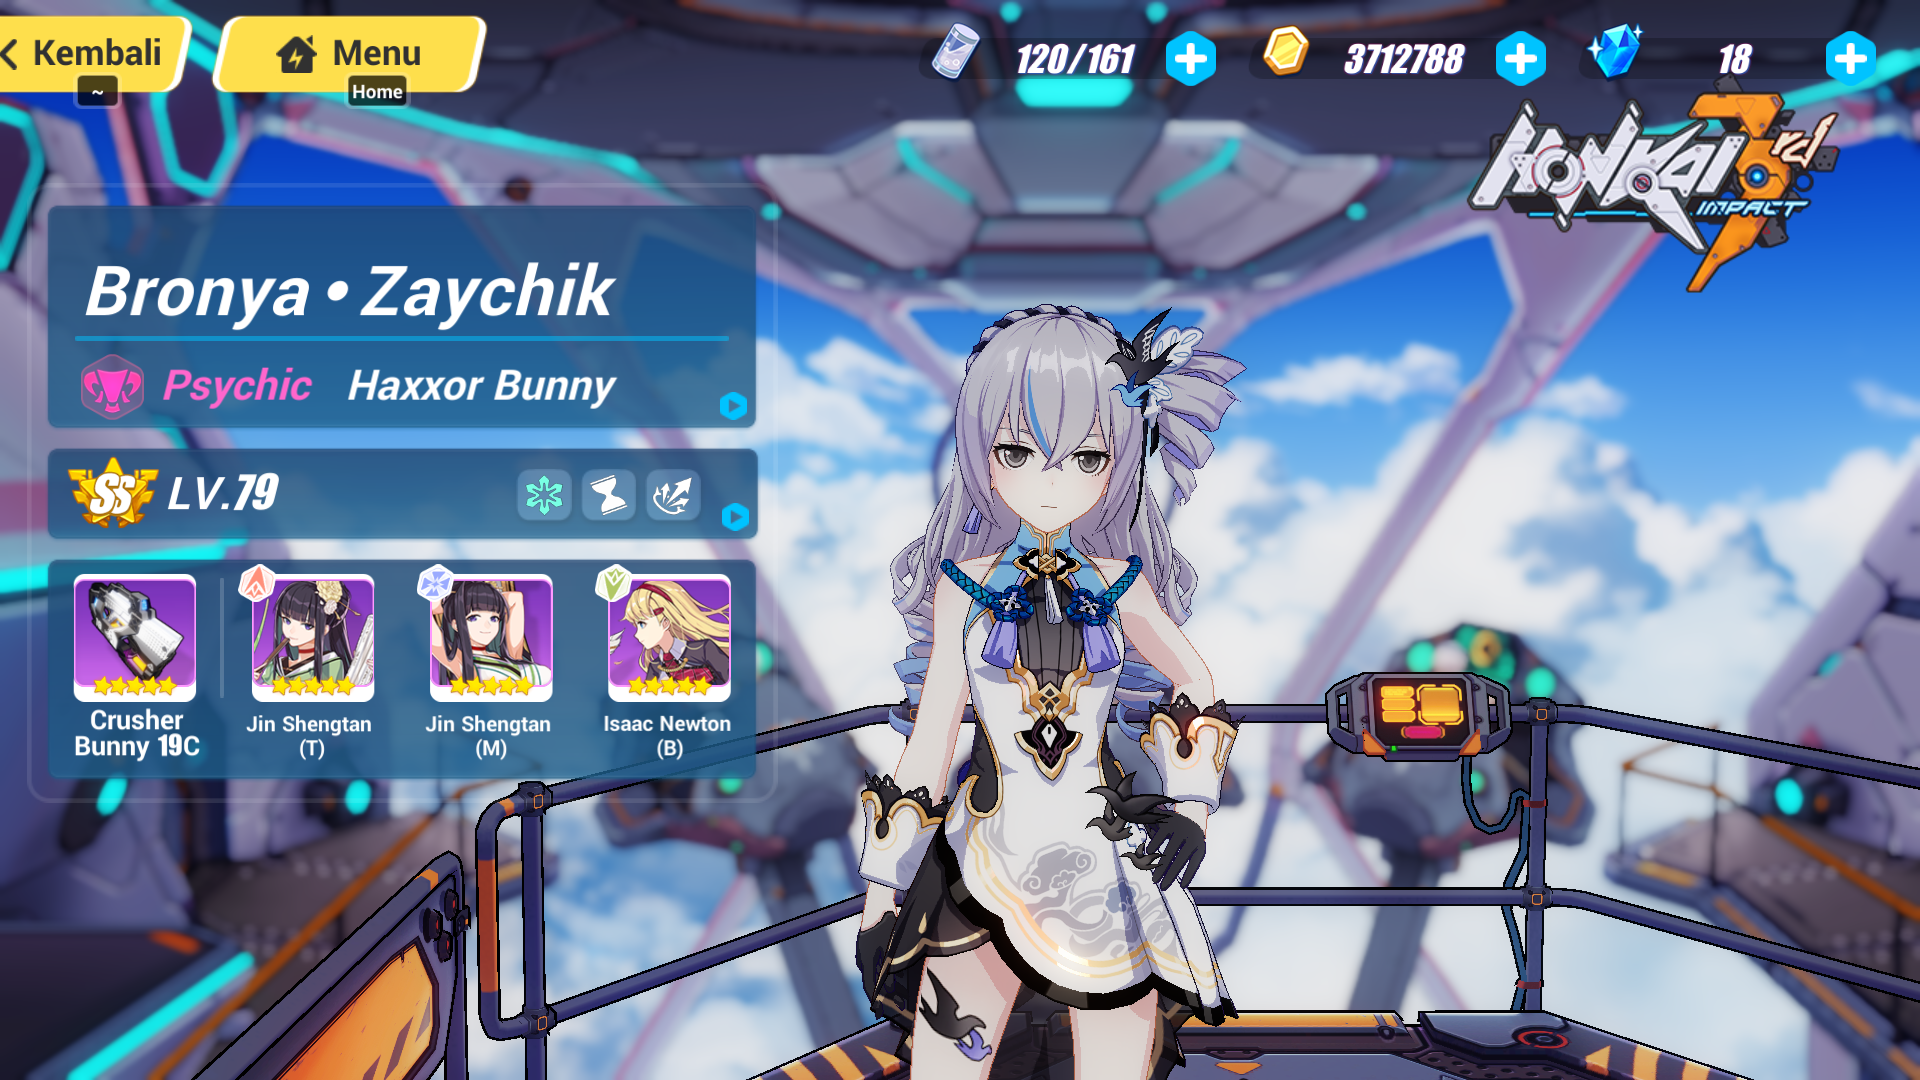 Kembali
~
Menu
Home
120/161
3712788
18
HONKAI 3rd
IMPACT
Bronya • Zaychik
Psychic Haxxor Bunny
SS LV.79
Crusher
Bunny 19C
Jin Shengtan
(T)
Jin Shengtan
(M)
Isaac Newton
(B)